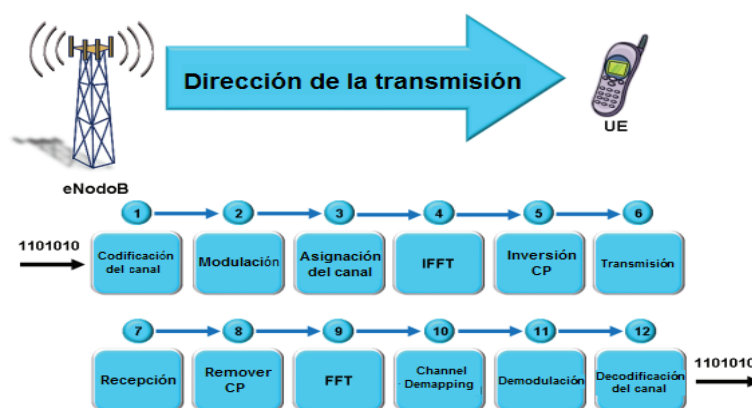 Dirección de la transmisión
UE
eNodoB
1 2 3 4 5 6
1101010
Codificación
del canal
Modulación
Asignación
del canal
IFFT
Inversión
CP
Transmisión
7 8 9 10 11 12
Recepción
Remover
CP
FFT
Channel
Demapping
Demodulación
Decodificación
del canal
1101010